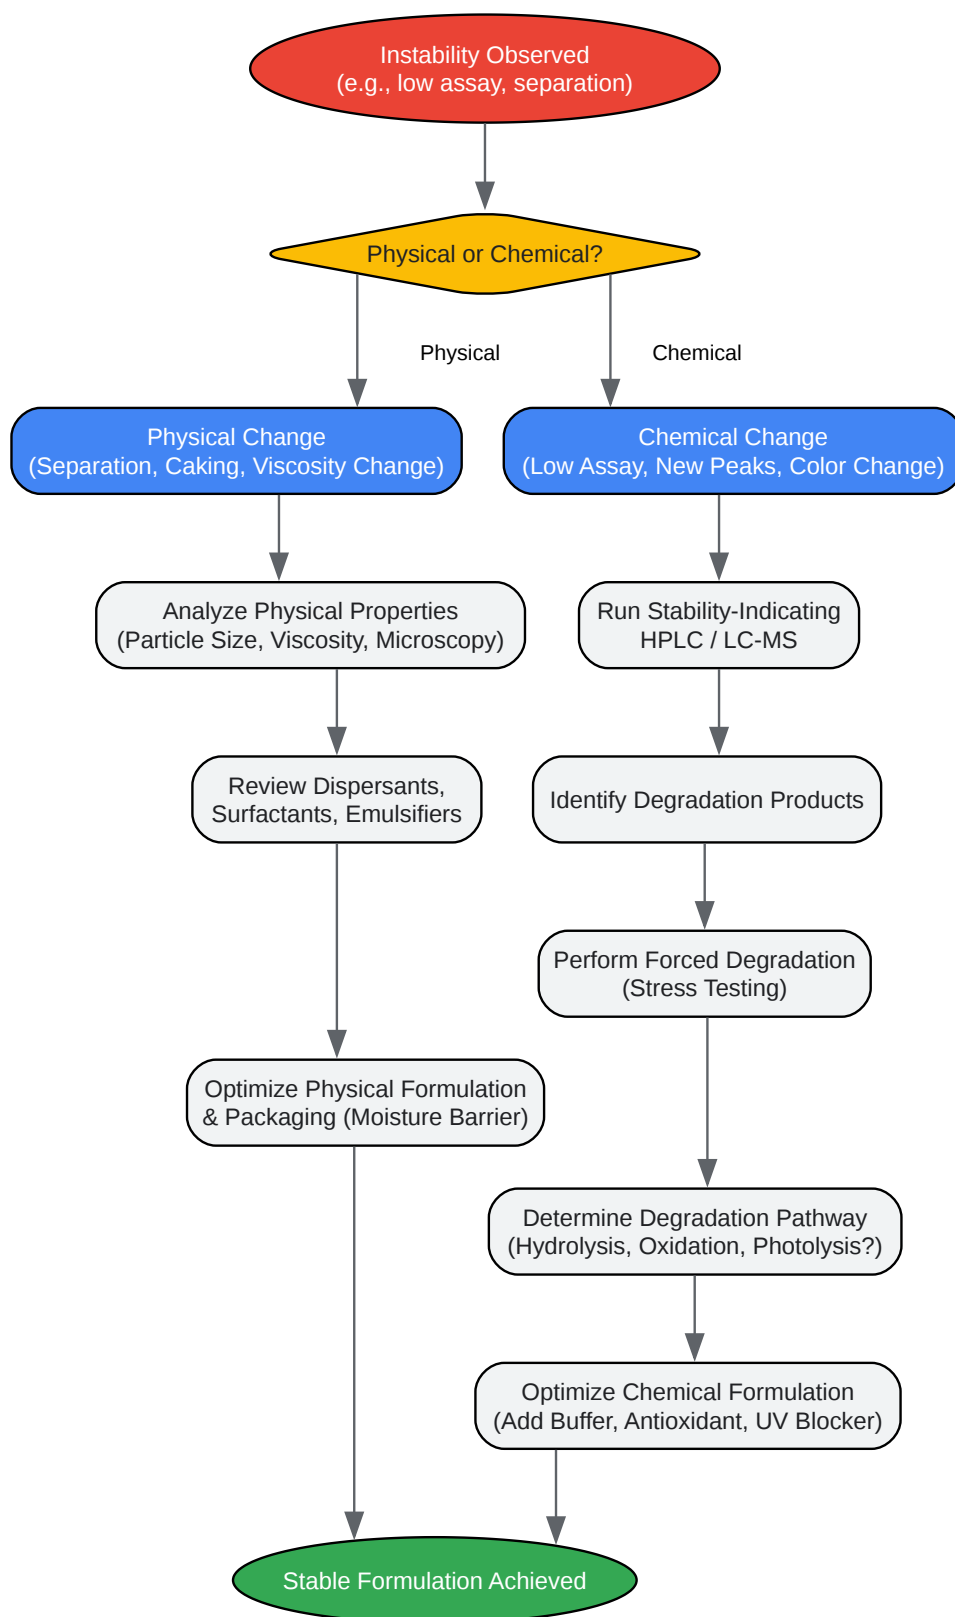 Instability Observed
(e.g., low assay, separation)
Physical or Chemical?
Physical
Chemical
Physical Change
(Separation, Caking, Viscosity Change)
Chemical Change
(Low Assay, New Peaks, Color Change)
Analyze Physical Properties
(Particle Size, Viscosity, Microscopy)
Run Stability-Indicating
HPLC / LC-MS
Review Dispersants,
Surfactants, Emulsifiers
Identify Degradation Products
Perform Forced Degradation
(Stress Testing)
Optimize Physical Formulation
& Packaging (Moisture Barrier)
Determine Degradation Pathway
(Hydrolysis, Oxidation, Photolysis?)
Optimize Chemical Formulation
(Add Buffer, Antioxidant, UV Blocker)
Stable Formulation Achieved